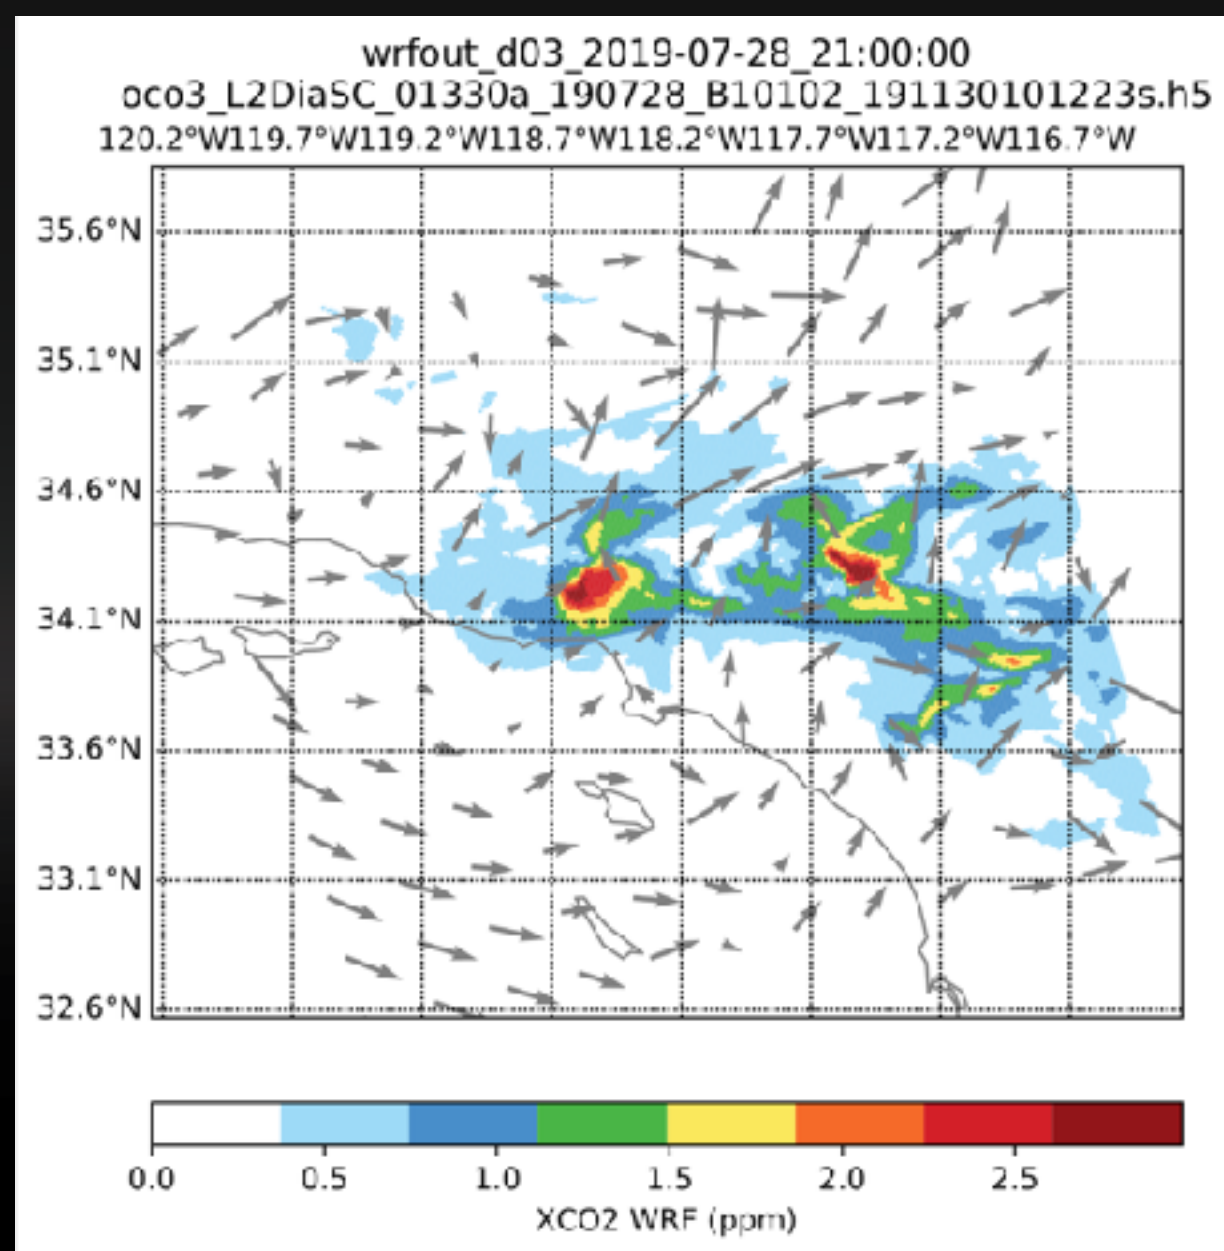 wrfout_d03_2019-07-28_21:00:00
oco3_L2DiaSC_01330a_190728_B10102_191130101223s.h5
120.2°W119.7°W119.2°W118.7°W118.2°W117.7°W117.2°W116.7°W
35.6°N
35.1°N
34.6°N
34.1°N
33.6°N
33.1°N
32.6°N
0.0 0.5 1.0 1.5 2.0 2.5
XCO2 WRF (ppm)